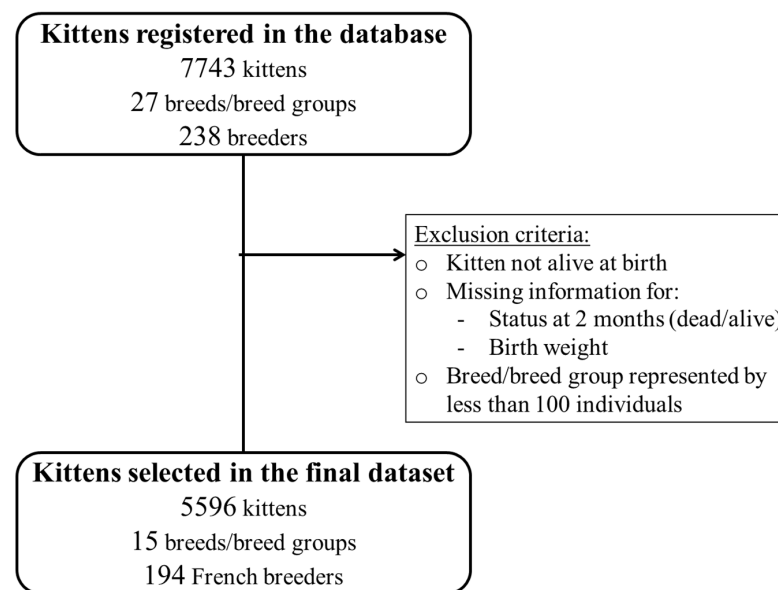 Kittens registered in the database
7743 kittens
27 breeds/breed groups
238 breeders
Exclusion criteria:
○ Kitten not alive at birth
○ Missing information for:
- Status at 2 months (dead/alive)
- Birth weight
○ Breed/breed group represented by
less than 100 individuals
Kittens selected in the final dataset
5596 kittens
15 breeds/breed groups
194 French breeders